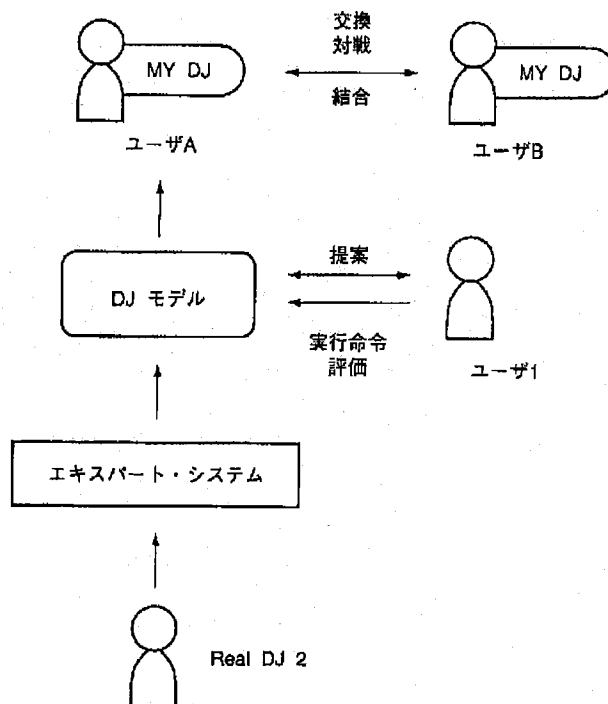 交換
対戦
MY DJ
MY DJ
結合
ユーザA
ユーザB
提案
DJ モデル
実行命令
評価
ユーザ1
エキスパート・システム
Real DJ 2